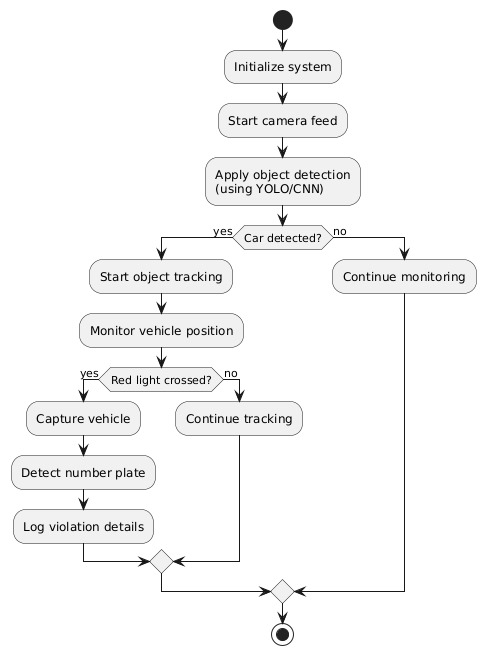 Initialize system
Start camera feed
Apply object detection
(using YOLO/CNN)
yes
Car detected?
no
Start object tracking
Continue monitoring
Monitor vehicle position
yes
Red light crossed?
no
Capture vehicle
Continue tracking
Detect number plate
Log violation details